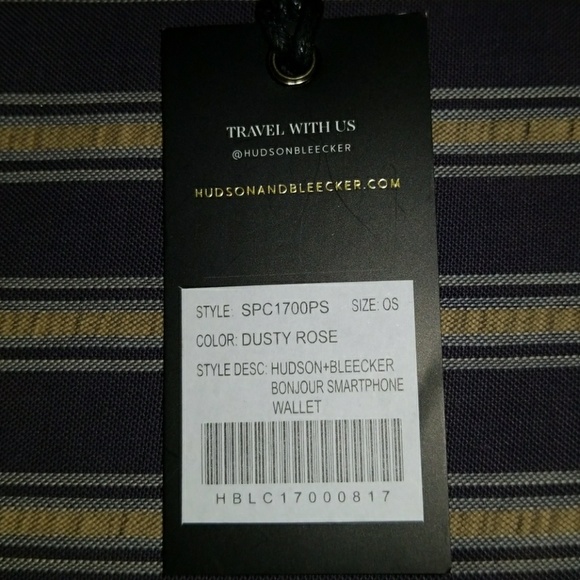 TRAVEL WITH US
@HUDSONBLEECKER
HUDSONANDBLEECKER.COM
STYLE: SPC1700PS SIZE: OS
COLOR: DUSTY ROSE
STYLE DESC: HUDSON+BLEECKER
BONJOUR SMARTPHONE
WALLET
HBLC17000817